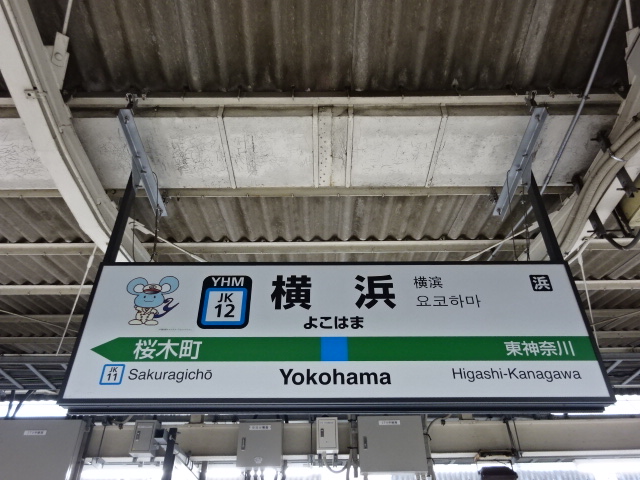 YHM
JK
12
横浜
横滨
요코하마
浜
よこはま
桜木町
東神奈川
JK
11
Sakuragichō
Yokohama
Higashi-Kanagawa